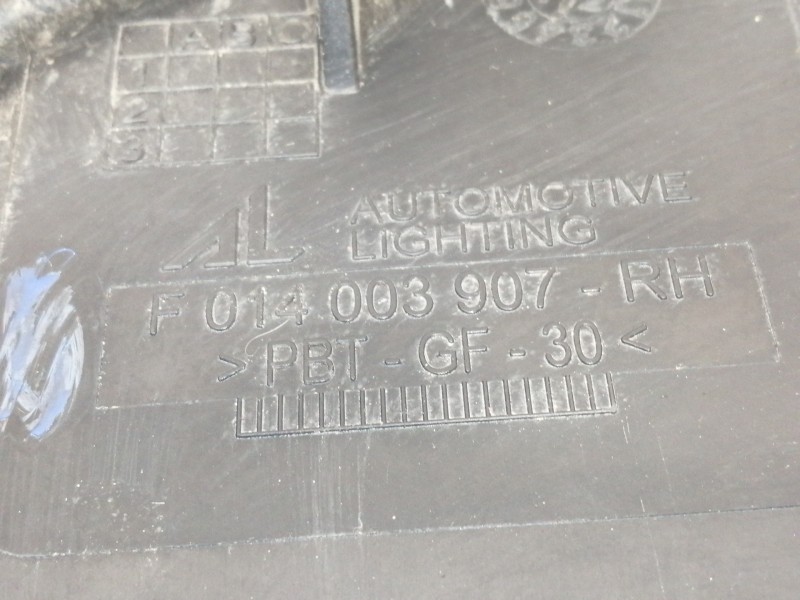 A B C
1
2
3
AL AUTOMOTIVE
LIGHTING
F 014 003 907 - RH
> PBT - GF - 30 <